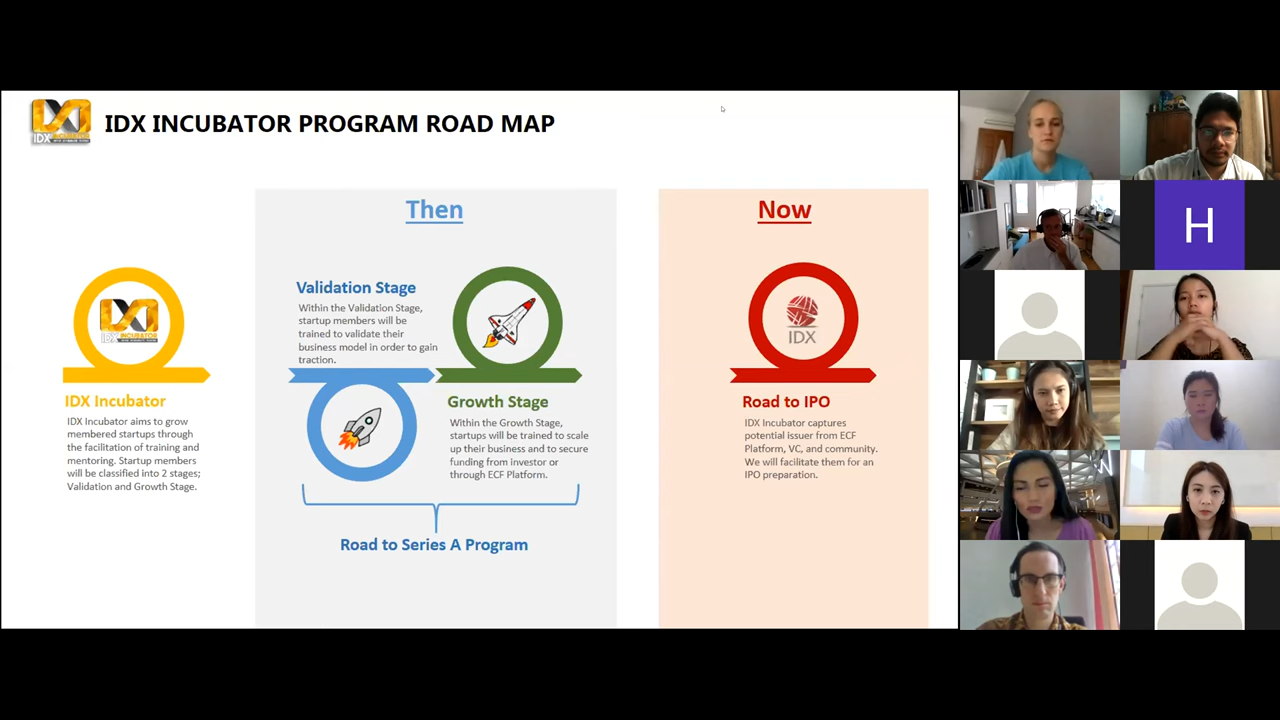 IDX INCUBATOR PROGRAM ROAD MAP
IDX
INCUBATOR
Then
Now
IDX
INCUBATOR
IDX Incubator
IDX Incubator aims to grow
membered startups through
the facilitation of training and
mentoring. Startup members
will be classified into 2 stages;
Validation and Growth Stage.
Validation Stage
Within the Validation Stage,
startup members will be
trained to validate their
business model in order to gain
traction.
Growth Stage
Within the Growth Stage,
startups will be trained to scale
up their business and to secure
funding from investor or
through ECF Platform.
Road to Series A Program
IDX
Road to IPO
IDX Incubator captures
potential issuer from ECF
Platform, VC, and community.
We will facilitate them for an
IPO preparation.
H
N